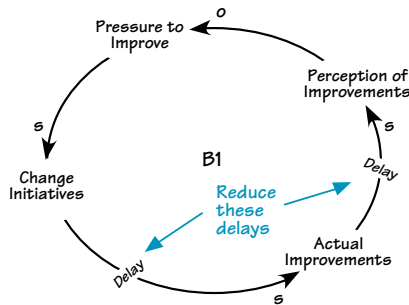 o
Pressure to
Improve
Perception of
Improvements
s
s
B1
Delay
Change
Initiatives
Reduce
these
delays
Actual
Improvements
Delay
s